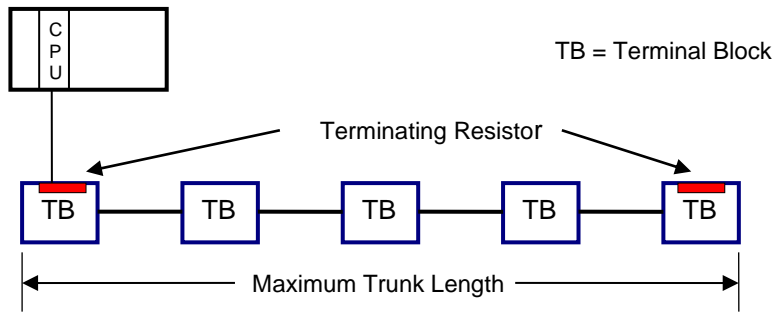 C
P
U
TB = Terminal Block
Terminating Resistor
TB TB TB TB TB
Maximum Trunk Length